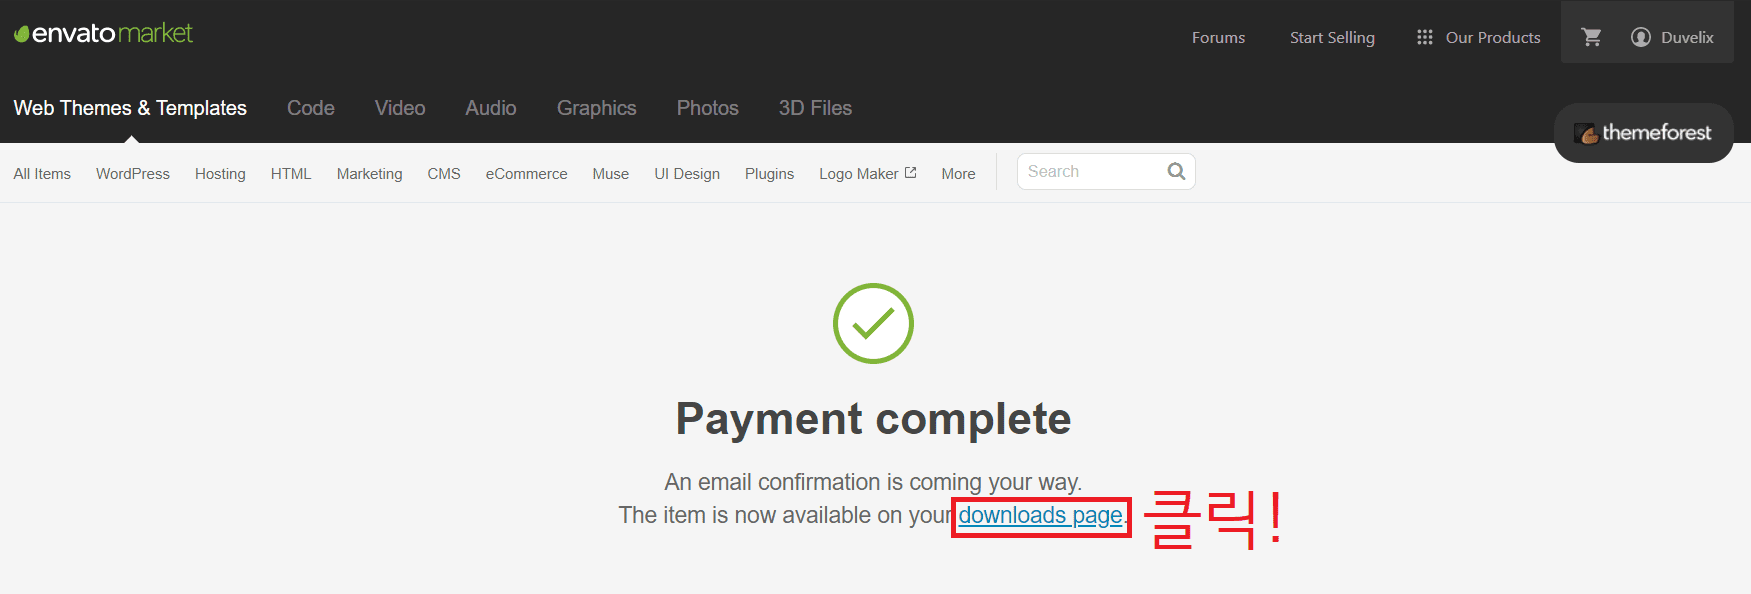 envatomarket
Forums Start Selling Our Products Duvelix
Web Themes & Templates Code Video Audio Graphics Photos 3D Files
themeforest
All Items WordPress Hosting HTML Marketing CMS eCommerce Muse UI Design Plugins Logo Maker More Search
Payment complete
An email confirmation is coming your way.
The item is now available on your downloads page. 클릭!